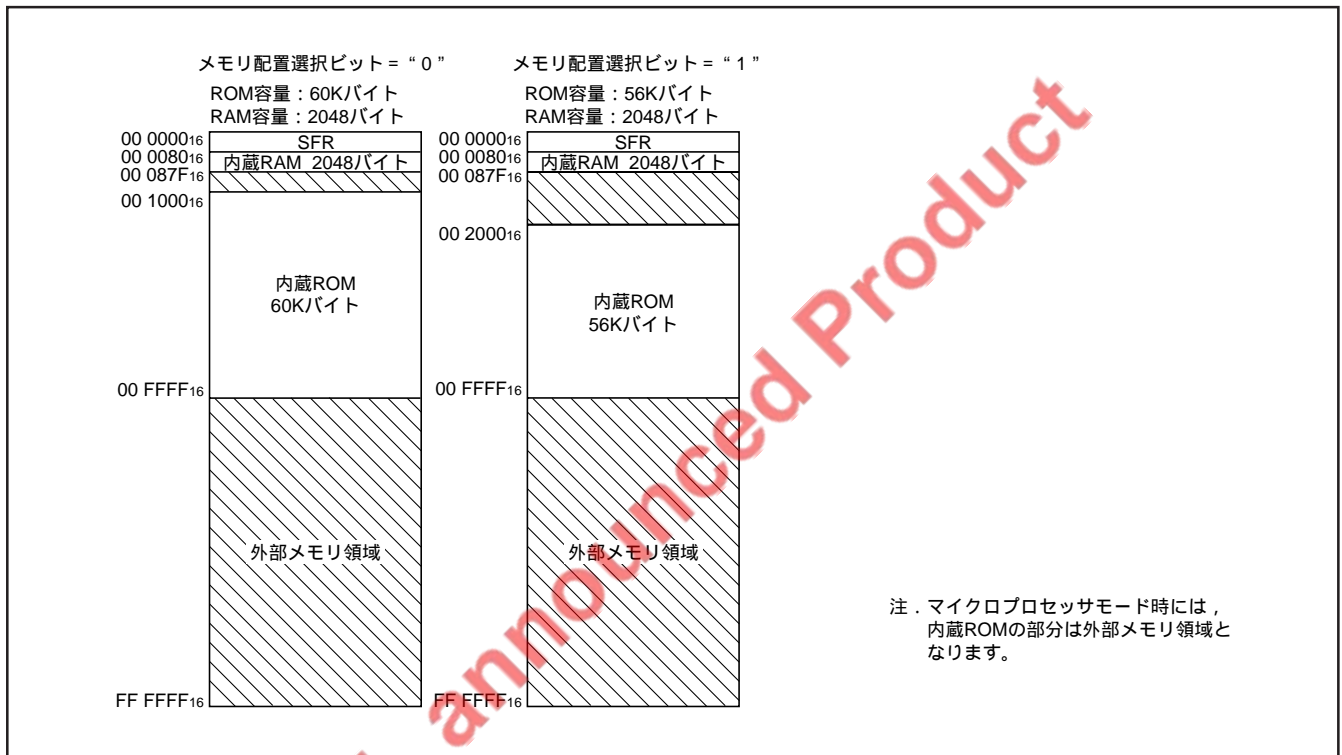 メモリ配置選択ビット = “ 0 ”
ROM容量：60Kバイト
RAM容量：2048バイト
00 000016
SFR
00 008016
内蔵RAM 2048バイト
00 087F16
00 100016
内蔵ROM
60Kバイト
00 FFFF16
外部メモリ領域
FF FFFF16
メモリ配置選択ビット = “ 1 ”
ROM容量：56Kバイト
RAM容量：2048バイト
00 000016
SFR
00 008016
内蔵RAM 2048バイト
00 087F16
00 200016
内蔵ROM
56Kバイト
00 FFFF16
外部メモリ領域
FF FFFF16
注．マイクロプロセッサモード時には，
内蔵ROMの部分は外部メモリ領域と
なります。
announced Product